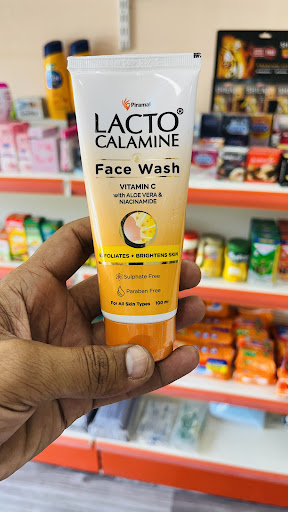 Piramal
LACTO®
CALAMINE
Face Wash
VITAMIN C
with ALOE VERA &
NIACINAMIDE
EXFOLIATES + BRIGHTENS SKIN
Sulphate Free
Paraben Free
For All Skin Types
100 ml